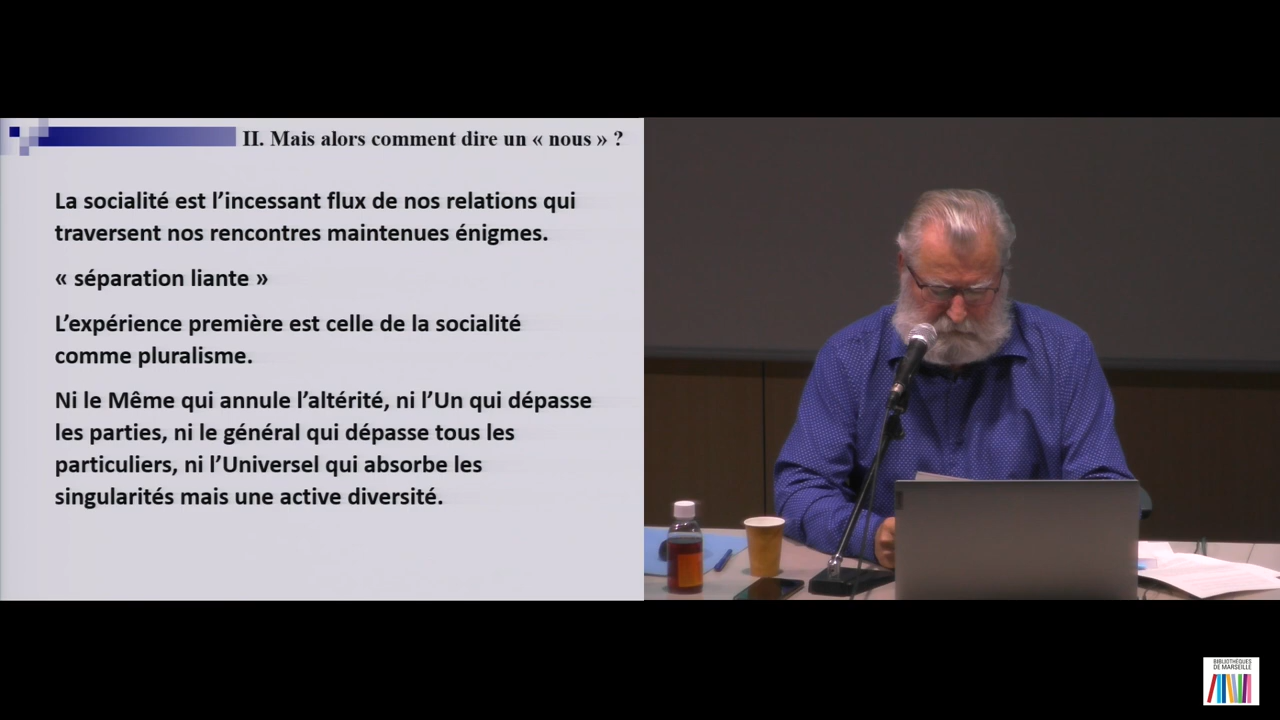 II. Mais alors comment dire un « nous » ?
La socialité est l’incessant flux de nos relations qui
traversent nos rencontres maintenues énigmes.
« séparation liante »
L’expérience première est celle de la socialité
comme pluralisme.
Ni le Même qui annule l’altérité, ni l’Un qui dépasse
les parties, ni le général qui dépasse tous les
particuliers, ni l’Universel qui absorbe les
singularités mais une active diversité.
BIBLIOTHÈQUES
DE MARSEILLE